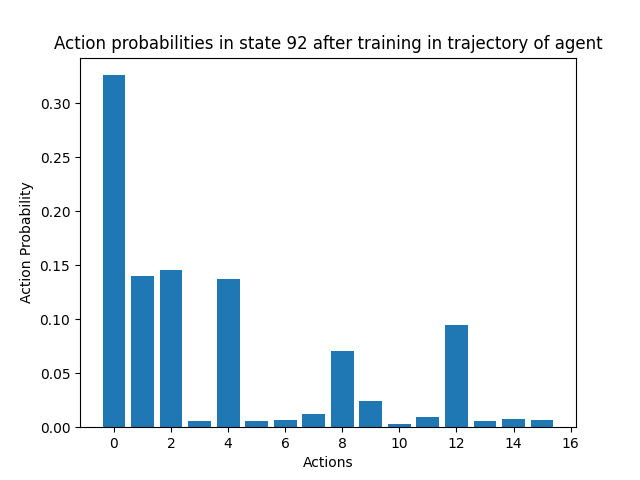 Action probabilities in state 92 after training in trajectory of agent
0.30
0.25
0.20
0.15
0.10
0.05
0.00
Action Probability
0 2 4 6 8 10 12 14 16
Actions